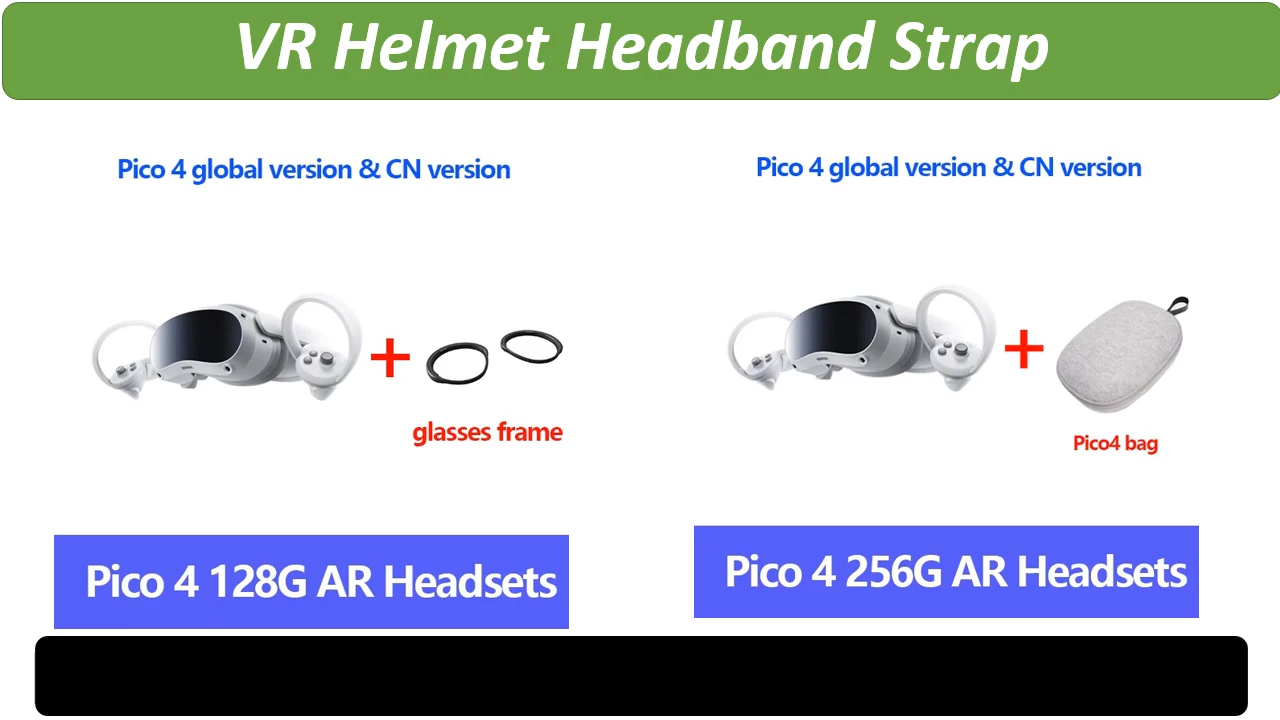 VR Helmet Headband Strap
Pico 4 global version & CN version
Pico 4 global version & CN version
glasses frame
Pico4 bag
Pico 4 128G AR Headsets
Pico 4 256G AR Headsets